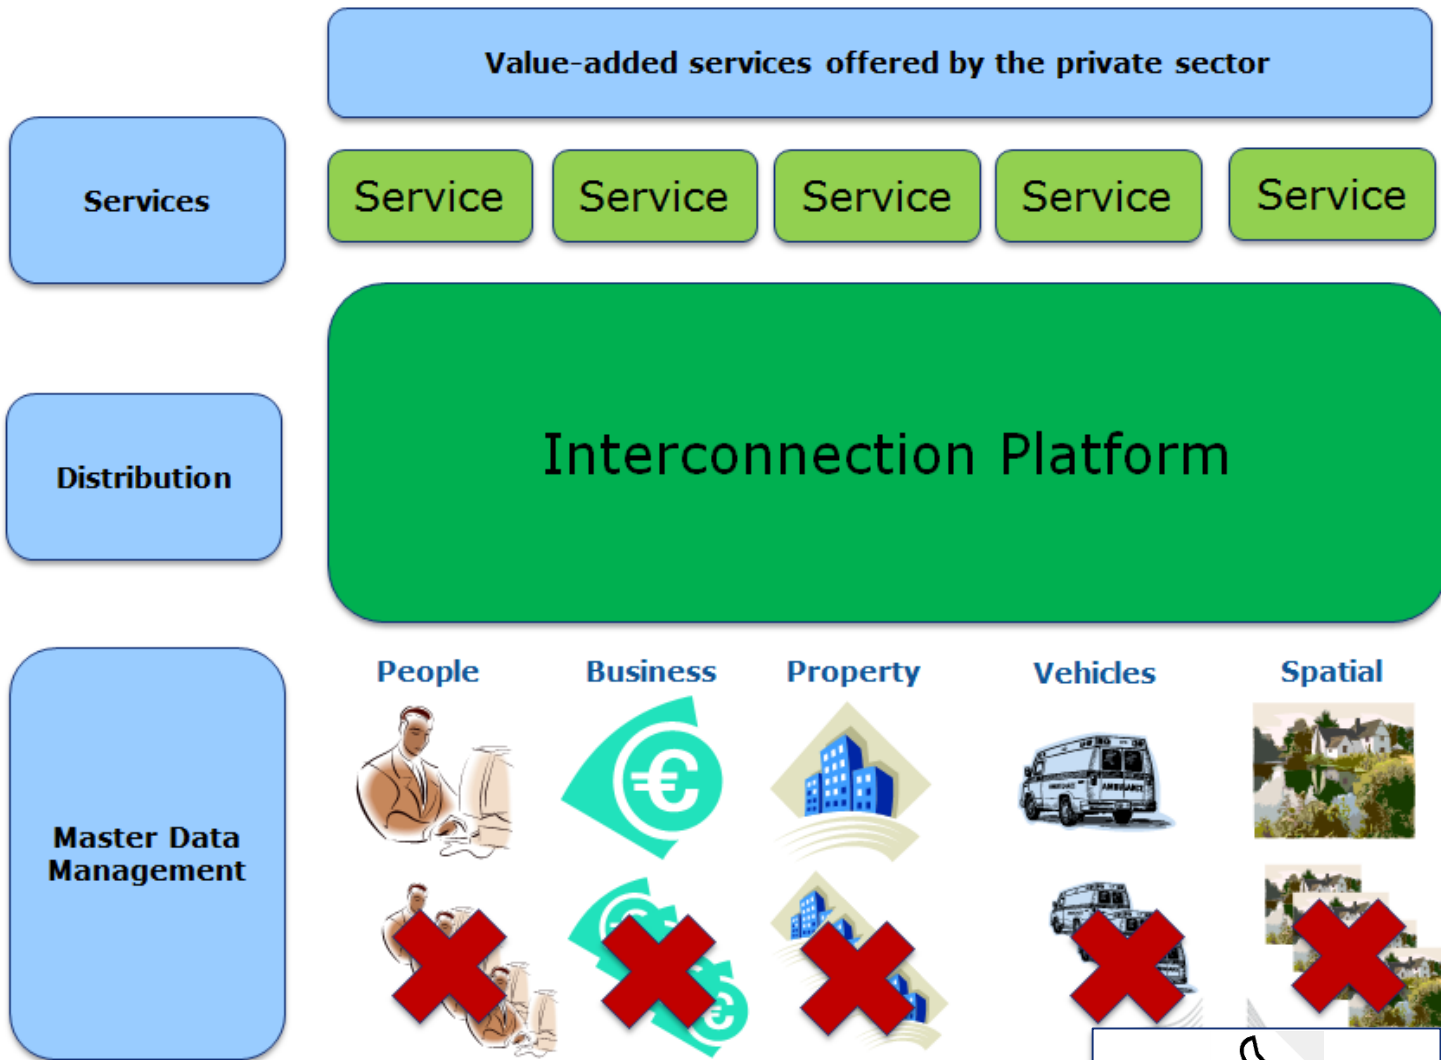 Value-added services offered by the private sector
Services
Service Service Service Service Service
Distribution
Interconnection Platform
People Business Property Vehicles Spatial
AMBULANCE
Master Data
Management